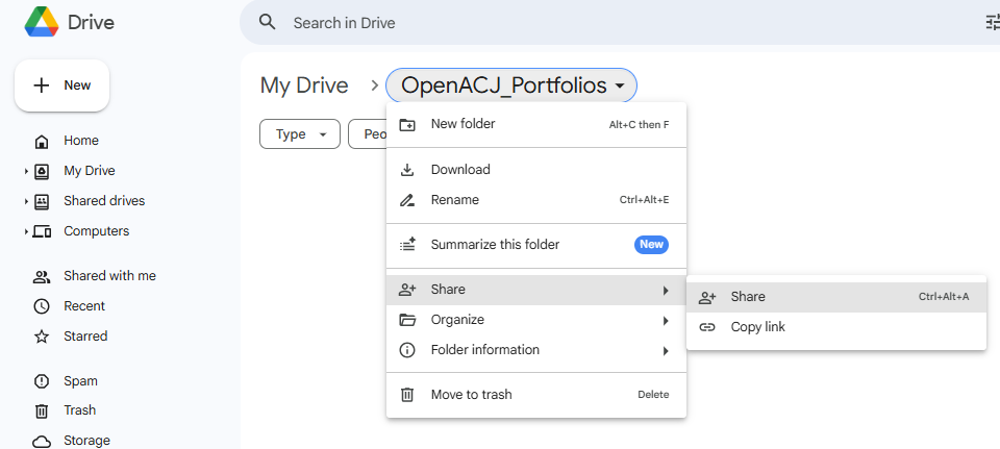 Drive
Search in Drive
New
My Drive
OpenACJ_Portfolios
Type
Peo
Home
My Drive
Shared drives
Computers
Shared with me
Recent
Starred
Spam
Trash
Storage
New folder Alt+C then F
Download
Rename Ctrl+Alt+E
Summarize this folder New
Share
Organize
Folder information
Move to trash Delete
Share Ctrl+Alt+A
Copy link